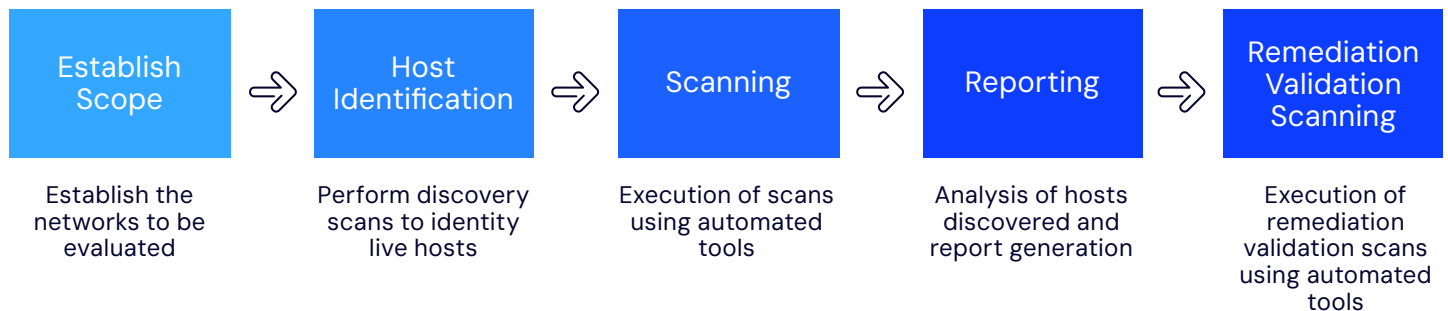 Establish
Scope
Host
Identification
Scanning
Reporting
Remediation
Validation
Scanning
Establish the
networks to be
evaluated
Perform discovery
scans to identity
live hosts
Execution of scans
using automated
tools
Analysis of hosts
discovered and
report generation
Execution of
remediation
validation scans
using automated
tools